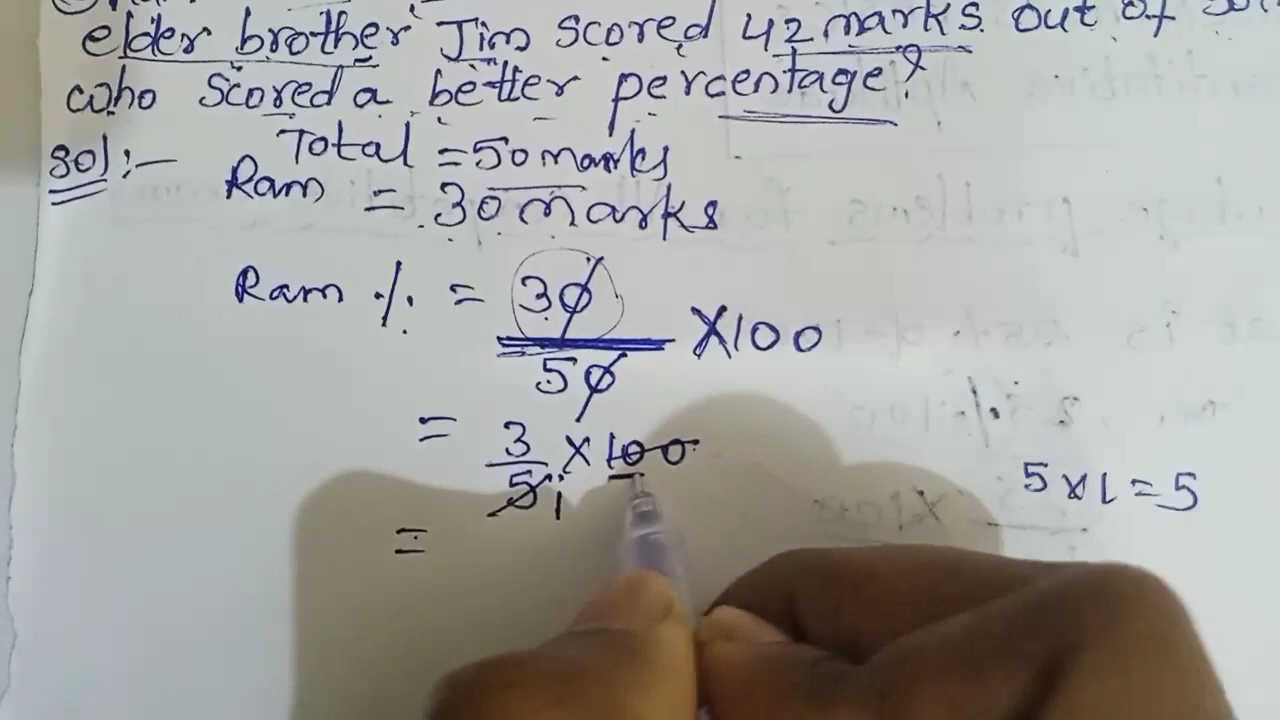 elder brother Jim scored 42 marks out of
who scored a better percentage?
Sol:-
Total = 50 marks
Ram = 30 marks
Ram % = 30/50 ×100
= 3/5 1 ×100
5×1=5
=